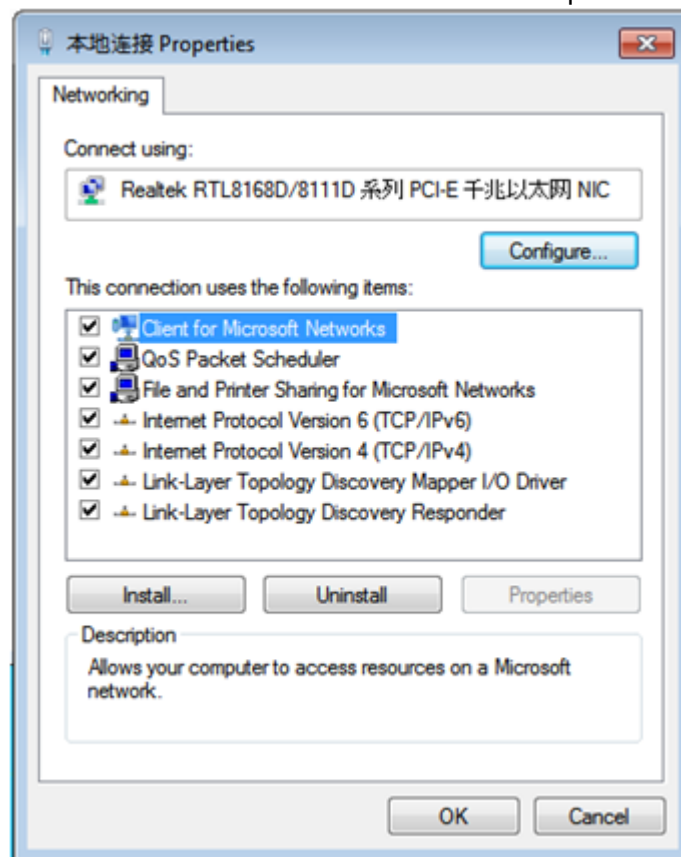 本地连接 Properties
Networking
Connect using:
Realtek RTL8168D/8111D 系列 PCI-E 千兆以太网 NIC
Configure...
This connection uses the following items:
Client for Microsoft Networks
QoS Packet Scheduler
File and Printer Sharing for Microsoft Networks
Internet Protocol Version 6 (TCP/IPv6)
Internet Protocol Version 4 (TCP/IPv4)
Link-Layer Topology Discovery Mapper I/O Driver
Link-Layer Topology Discovery Responder
Install... Uninstall Properties
Description
Allows your computer to access resources on a Microsoft
network.
OK Cancel